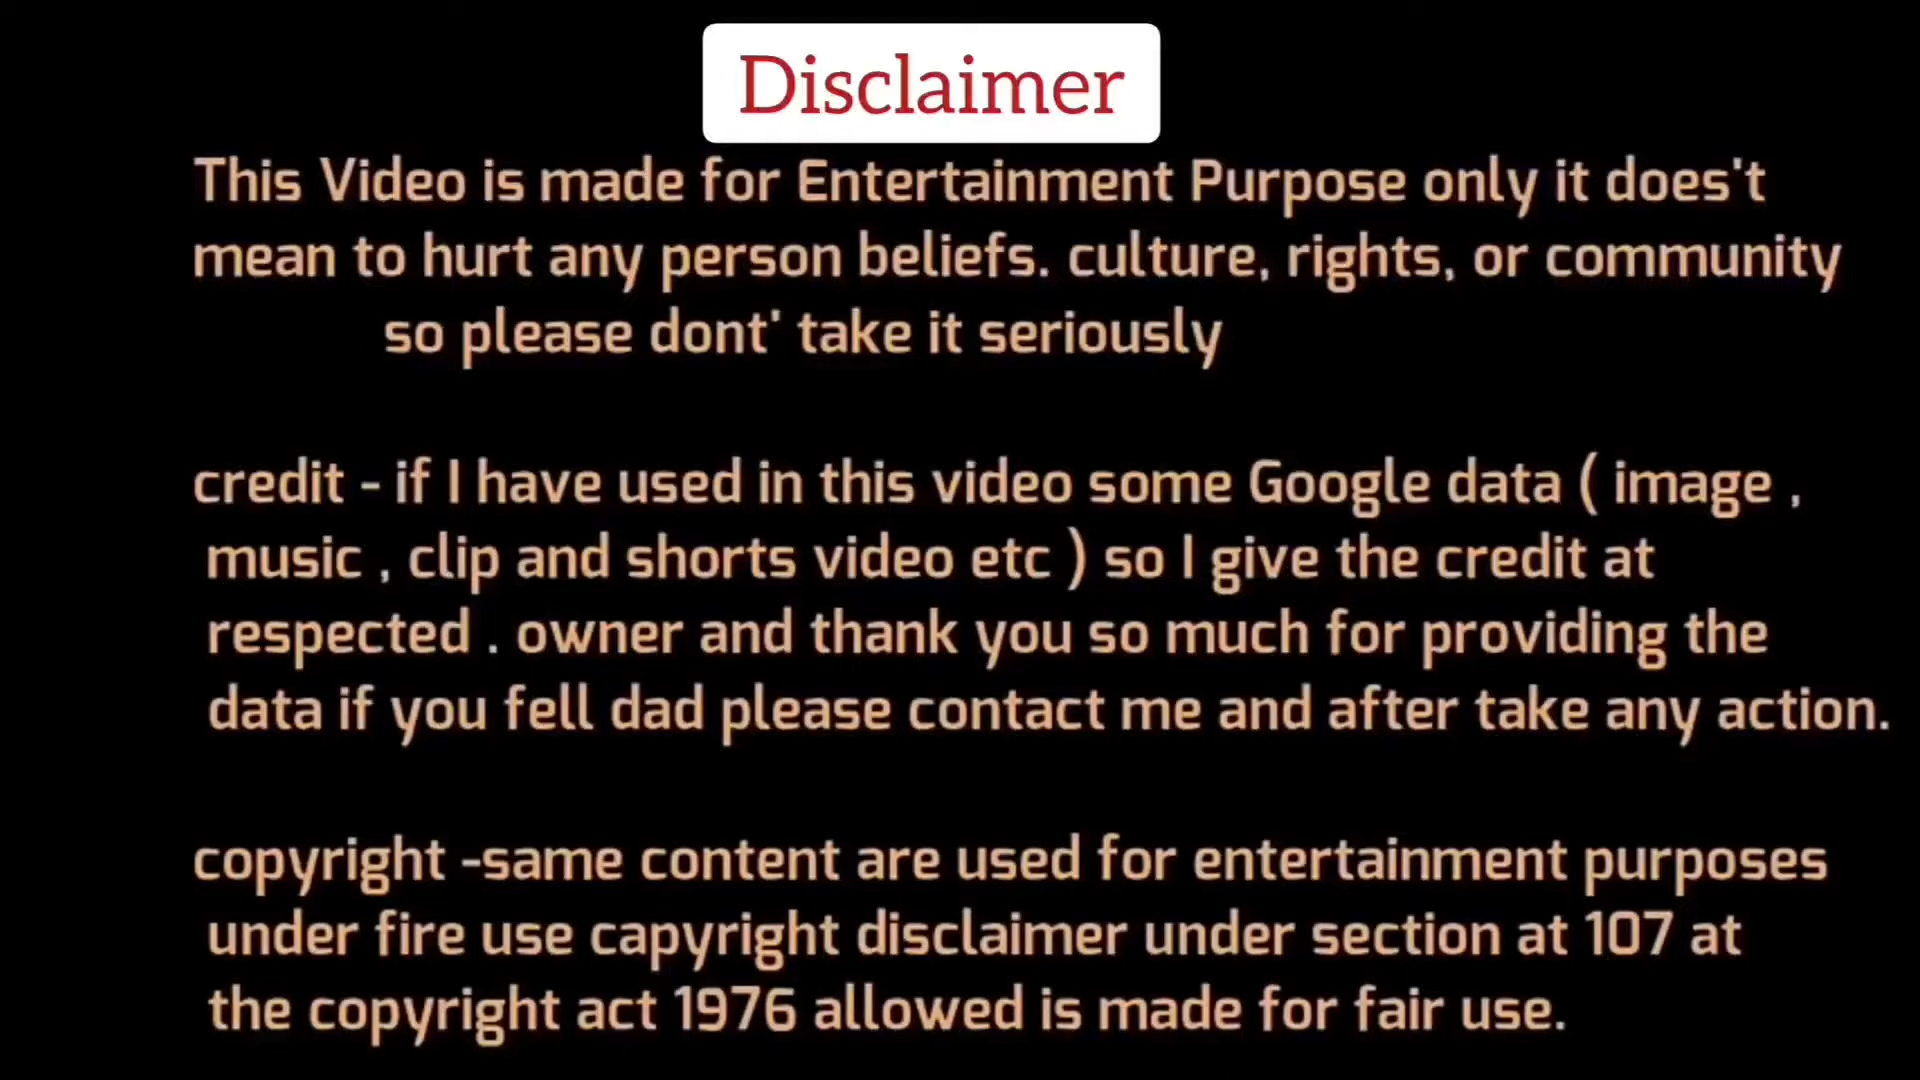 Disclaimer
This Video is made for Entertainment Purpose only it does't
mean to hurt any person beliefs. culture, rights, or community
so please dont' take it seriously
credit - if I have used in this video some Google data ( image ,
music , clip and shorts video etc ) so I give the credit at
respected . owner and thank you so much for providing the
data if you fell dad please contact me and after take any action.
copyright -same content are used for entertainment purposes
under fire use capyright disclaimer under section at 107 at
the copyright act 1976 allowed is made for fair use.